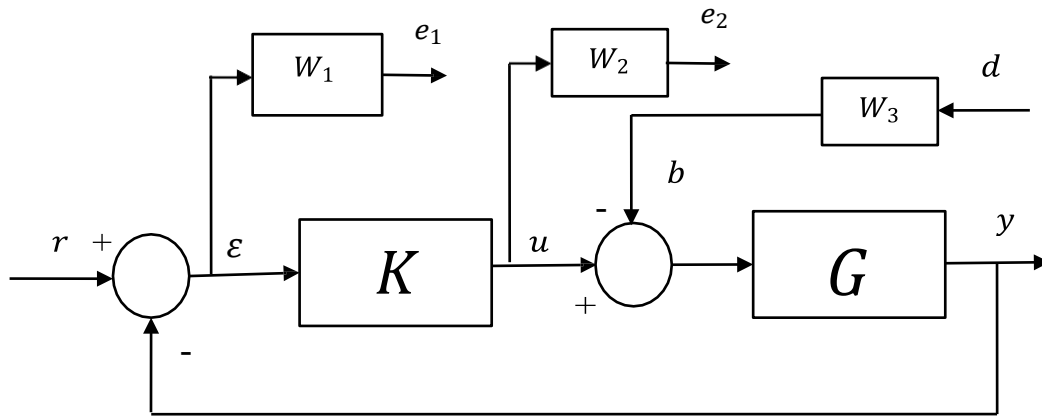 e₁
e₂
W₁
W₂
d
W₃
b
-
r + ε K u + G y
-